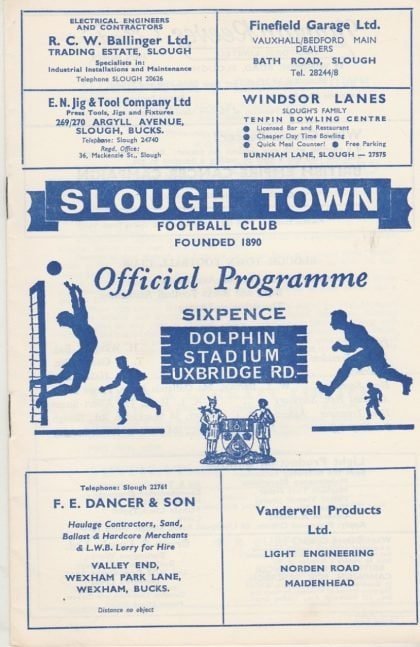 ELECTRICAL ENGINEERS
AND CONTRACTORS
R. C. W. Ballinger Ltd.
TRADING ESTATE, SLOUGH
Specialists in:
Industrial Installations and Maintenance
Telephone SLOUGH 20626
Finefield Garage Ltd.
VAUXHALL/BEDFORD MAIN
DEALERS
BATH ROAD, SLOUGH
Tel. 28244/8
E. N. Jig & Tool Company Ltd
Press Tools, Jigs and Fixtures
269/270 ARGYLL AVENUE,
SLOUGH, BUCKS.
Telephone: Slough 24740
Regd. Office:
36, Mackenzie St., Slough
WINDSOR LANES
SLOUGH'S FAMILY
TENPIN BOWLING CENTRE
● Licensed Bar and Restaurant
● Cheaper Day Time Bowling
● Quick Meal Counter! ● Free Parking
BURNHAM LANE, SLOUGH — 27575
SLOUGH TOWN
FOOTBALL CLUB
FOUNDED 1890
Official Programme
SIXPENCE
DOLPHIN
STADIUM
UXBRIDGE RD.
Telephone: Slough 22761
F. E. DANCER & SON
Haulage Contractors, Sand,
Ballast & Hardcore Merchants
& L.W.B. Lorry for Hire
VALLEY END,
WEXHAM PARK LANE,
WEXHAM, BUCKS.
Distance no object
Vandervell Products
Ltd.
LIGHT ENGINEERING
NORDEN ROAD
MAIDENHEAD